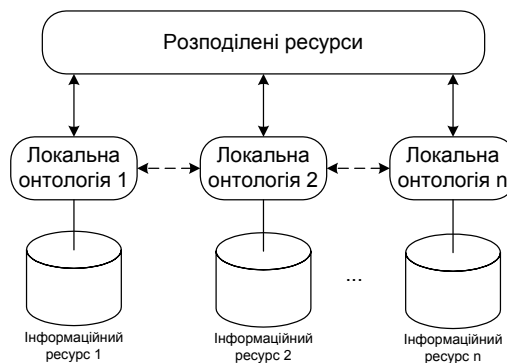 Розподілені ресурси
Локальна
онтологія 1
Локальна
онтологія 2
Локальна
онтологія n
...
Інформаційний
ресурс 1
Інформаційний
ресурс 2
Інформаційний
ресурс n